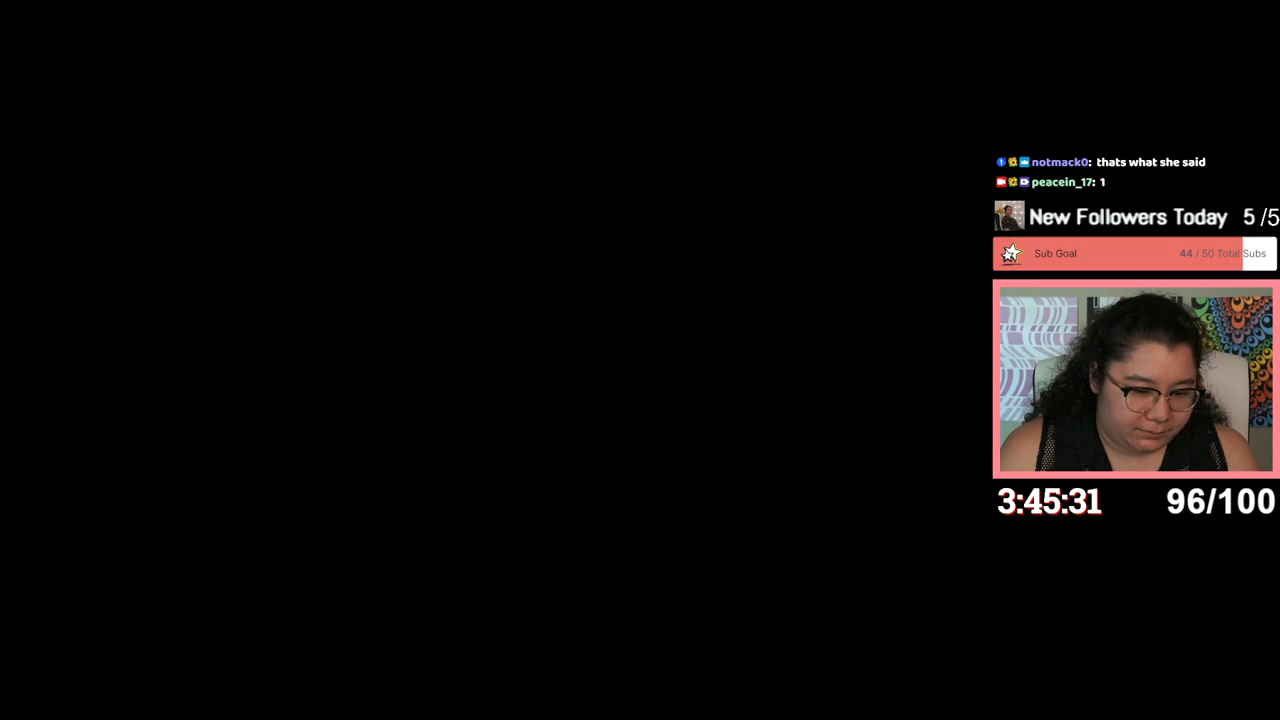 notmack0: thats what she said
peacein_17: 1
New Followers Today 5 /5
Sub Goal 44 / 50 Total Subs
3:45:31 96/100